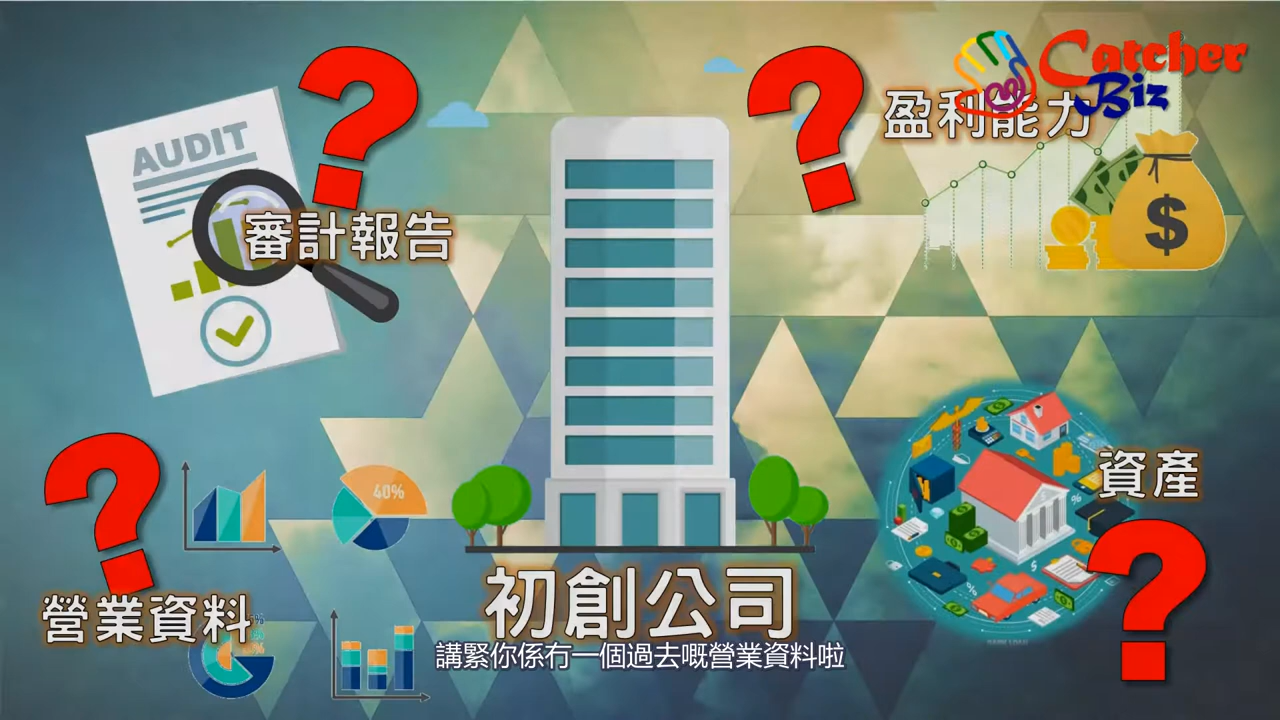 Catcher
Biz
盈利能力
AUDIT
審計報告
$
40%
資產
營業資料
初創公司
講緊你係冇一個過去嘅營業資料啦